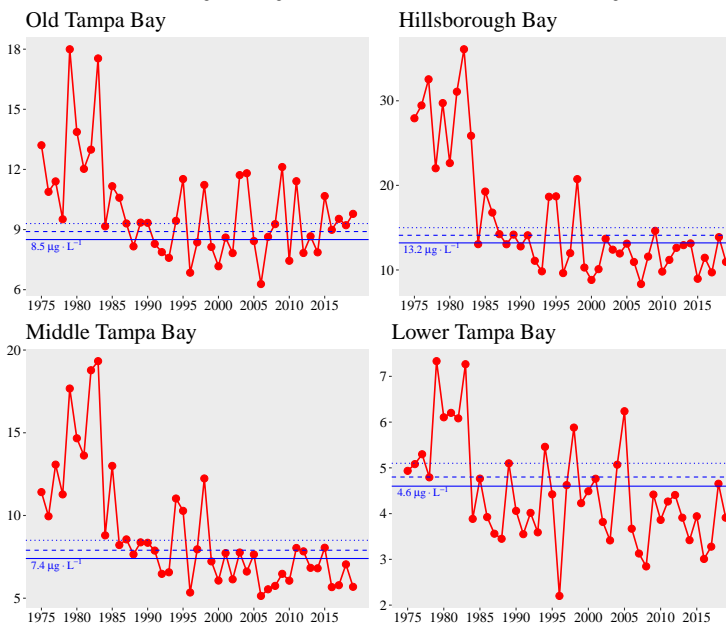 Old Tampa Bay
18
15
12
9
6
8.5 µg · L⁻¹
1975 1980 1985 1990 1995 2000 2005 2010 2015
Hillsborough Bay
30
20
10
13.2 µg · L⁻¹
1975 1980 1985 1990 1995 2000 2005 2010 2015
Middle Tampa Bay
20
15
10
5
7.4 µg · L⁻¹
1975 1980 1985 1990 1995 2000 2005 2010 2015
Lower Tampa Bay
7
6
5
4
3
2
4.6 µg · L⁻¹
1975 1980 1985 1990 1995 2000 2005 2010 2015